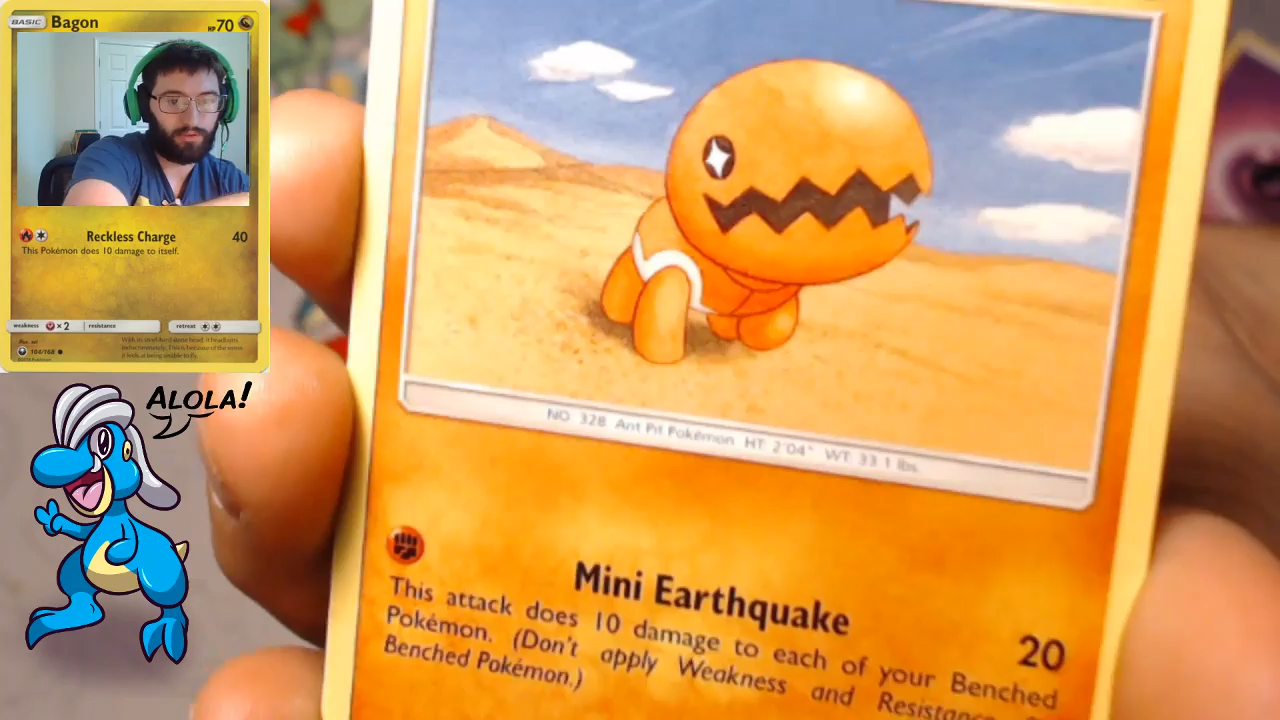 BASIC Bagon HP70
Reckless Charge 40
This Pokémon does 10 damage to itself.
weakness ×2 resistance retreat
104/168
ALOLA!
NO 328 Ant Pit Pokémon HT 2'04" WT 33.1 lbs.
Mini Earthquake 20
This attack does 10 damage to each of your Benched
Pokémon. (Don't apply Weakness and Resistance
Benched Pokémon.)